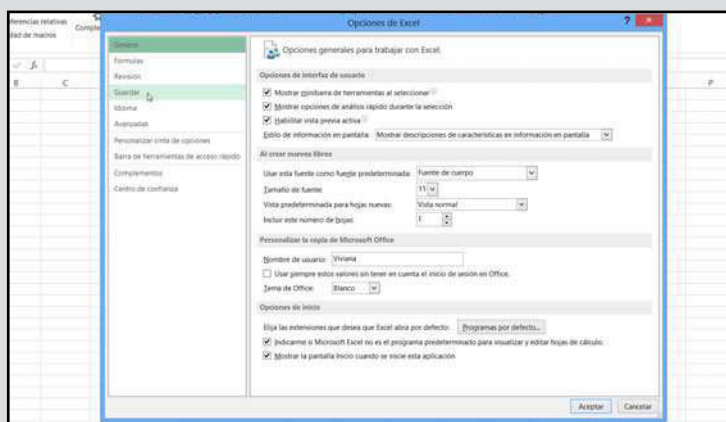 Opciones de Excel
?
erencias relativas
dad de macros
Comple
fx
B C P
General
Fórmulas
Revisión
Guardar
Idioma
Avanzadas
Personalizar cinta de opciones
Barra de herramientas de acceso rápido
Complementos
Centro de confianza
Opciones generales para trabajar con Excel.
Opciones de interfaz de usuario
Mostrar minibarra de herramientas al seleccionar
Mostrar opciones de análisis rápido durante la selección
Habilitar vista previa activa
Estilo de información en pantalla: Mostrar descripciones de características en información en pantalla
Al crear nuevos libros
Usar esta fuente como fuente predeterminada: Fuente de cuerpo
Tamaño de fuente: 11
Vista predeterminada para hojas nuevas: Vista normal
Incluir este número de hojas: 1
Personalizar la copia de Microsoft Office
Nombre de usuario: Viviana
Usar siempre estos valores sin tener en cuenta el inicio de sesión en Office.
Tema de Office: Blanco
Opciones de inicio
Elija las extensiones que desea que Excel abra por defecto: Programas por defecto...
Indicarme si Microsoft Excel no es el programa predeterminado para visualizar y editar hojas de cálculo.
Mostrar la pantalla Inicio cuando se inicie esta aplicación
Aceptar Cancelar